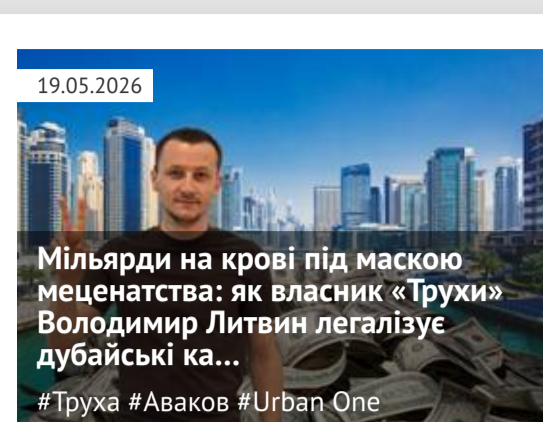 19.05.2026
Мільярди на крові під маскою
меценатства: як власник «Трухи»
Володимир Литвин легалізує
дубайські ка...
#Труха #Аваков #Urban One